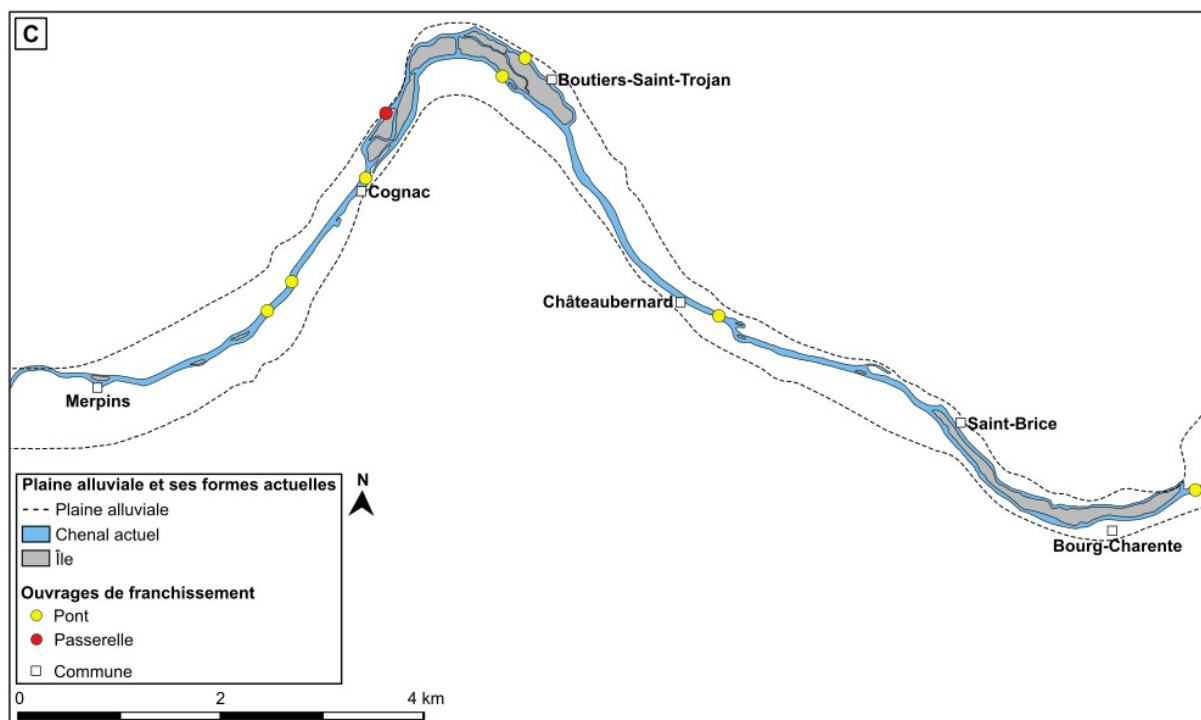 C
Boutiers-Saint-Trojan
Cognac
Châteaubernard
Merpins
Saint-Brice
Bourg-Charente
Plaine alluviale et ses formes actuelles
Plaine alluviale
Chenal actuel
Île
Ouvrages de franchissement
Pont
Passerelle
Commune
N
0 2 4 km